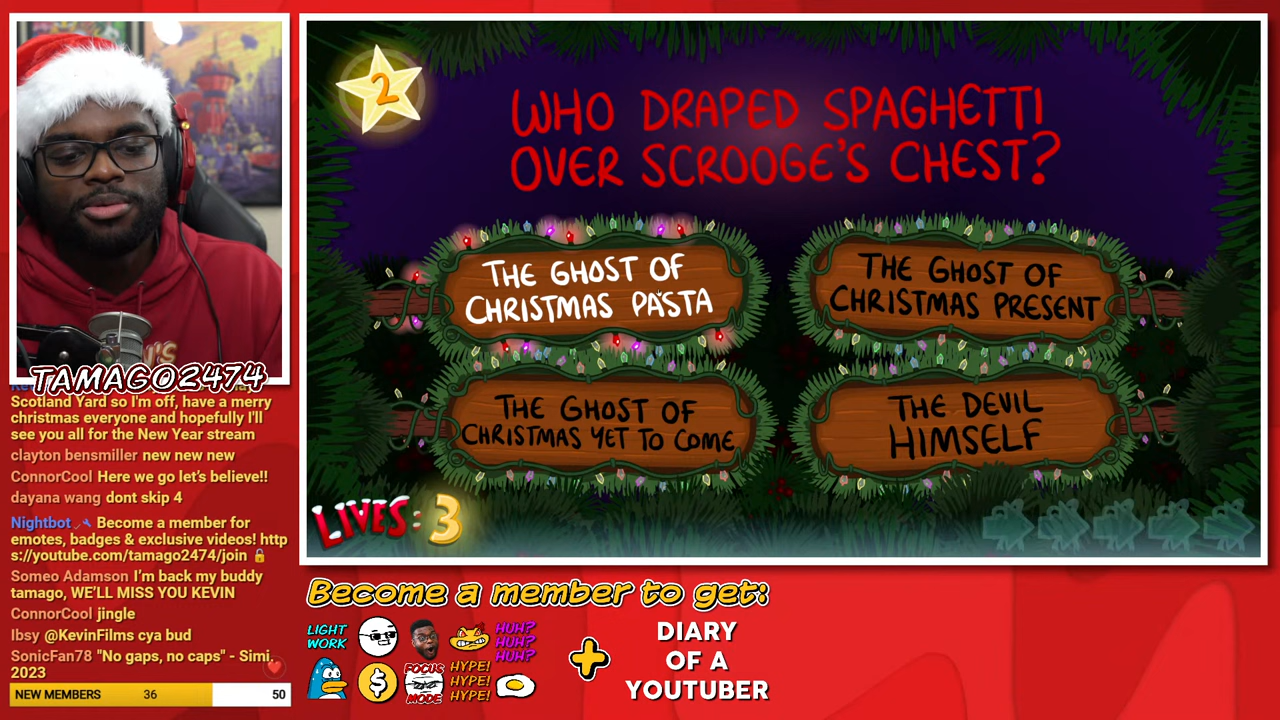 TAMAGO2474
Scotland Yard so I'm off, have a merry
christmas everyone and hopefully I'll
see you all for the New Year stream
clayton bensmiller new new new
ConnorCool Here we go let's believe!!
dayana wang dont skip 4
Nightbot Become a member for
emotes, badges & exclusive videos! http
s://youtube.com/tamago2474/join
Someo Adamson I'm back my buddy
tamago, WE'LL MISS YOU KEVIN
ConnorCool jingle
Ibsy @KevinFilms cya bud
SonicFan78 "No gaps, no caps" - Simi
2023
NEW MEMBERS 36 50
2
WHO DRAPED SPAGHETTI
OVER SCROOGE'S CHEST?
THE GHOST OF
CHRISTMAS PASTA
THE GHOST OF
CHRISTMAS PRESENT
THE GHOST OF
CHRISTMAS YET TO COME
THE DEVIL
HIMSELF
LIVES: 3
Become a member to get:
LIGHT
WORK
HUH?
HUH?
HUH?
FOCUS
MODE
HYPE!
HYPE!
HYPE!
DIARY
OF A
YOUTUBER